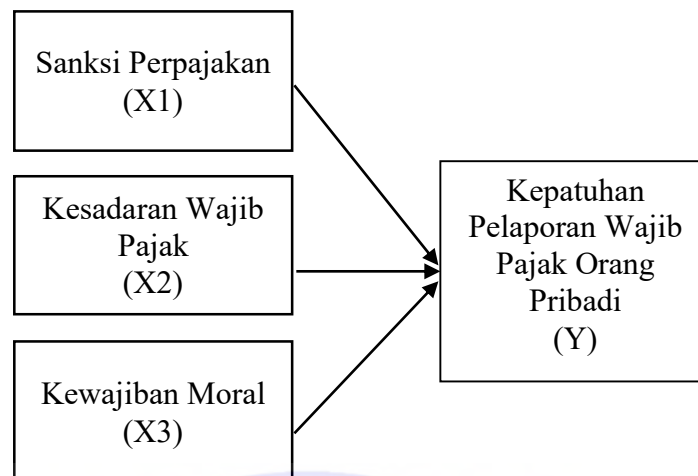 Sanksi Perpajakan
(X1)
Kesadaran Wajib
Pajak
(X2)
Kewajiban Moral
(X3)
Kepatuhan
Pelaporan Wajib
Pajak Orang
Pribadi
(Y)